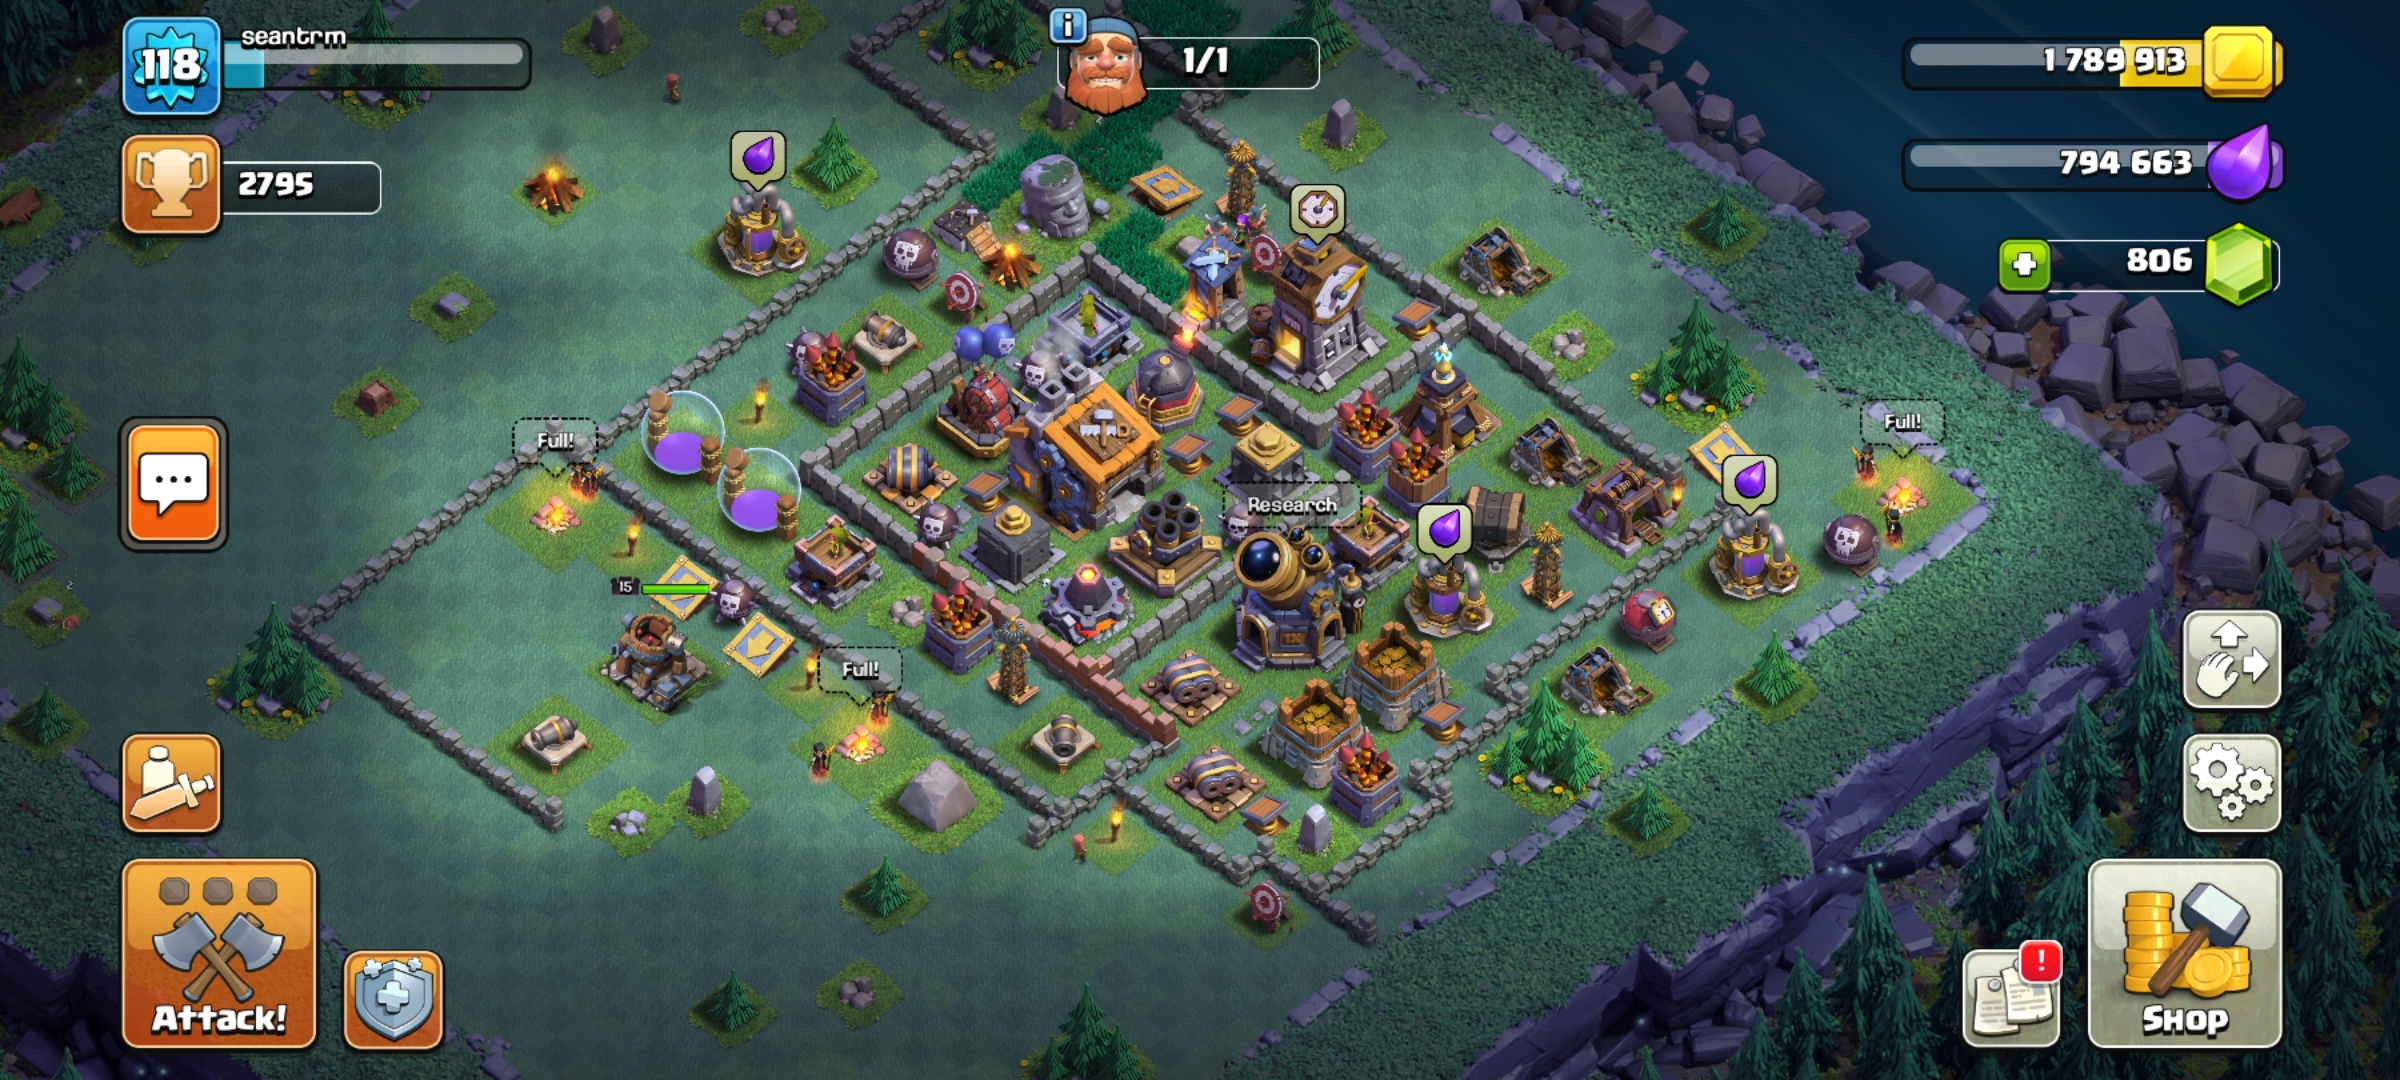 118
seantrm
1/1
1 789 913
2795
794 663
806
Full!
Full!
Research
15
Full!
Attack!
!
Shop